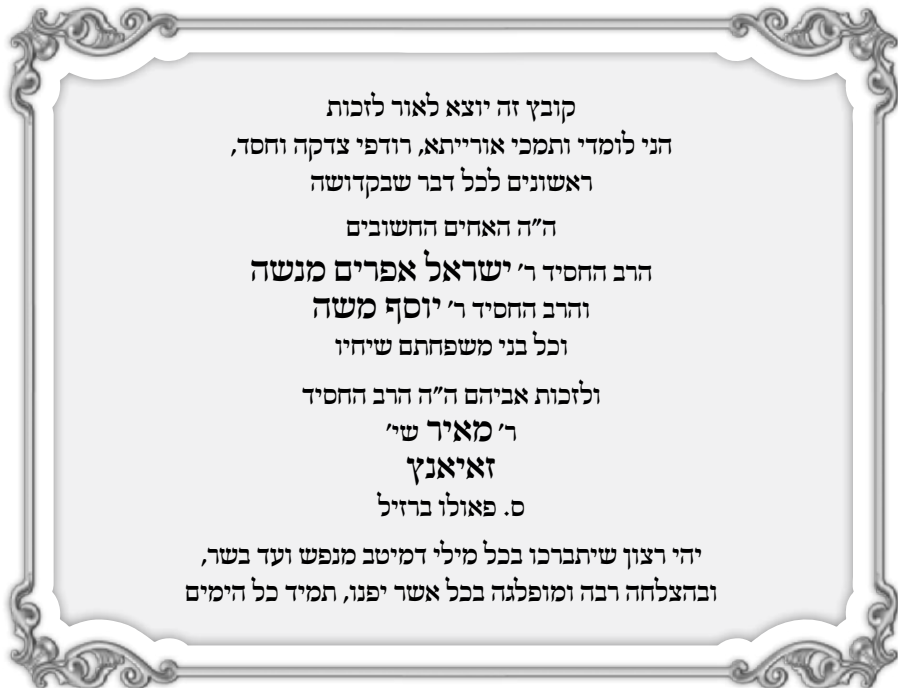 קובץ זה יוצא לאור לזכות
הני לומדי ותמכי אורייתא, רודפי צדקה וחסד,
ראשונים לכל דבר שבקדושה
ה״ה האחים החשובים
הרב החסיד ר׳ ישראל אפרים מנשה
והרב החסיד ר׳ יוסף משה
וכל בני משפחתם שיחיו
ולזכות אביהם ה״ה הרב החסיד
ר׳ מאיר שי׳
זאיאנץ
ס. פאולו ברזיל
יהי רצון שיתברכו בכל מילי דמיטב מנפש ועד בשר,
ובהצלחה רבה ומופלגה בכל אשר יפנו, תמיד כל הימים